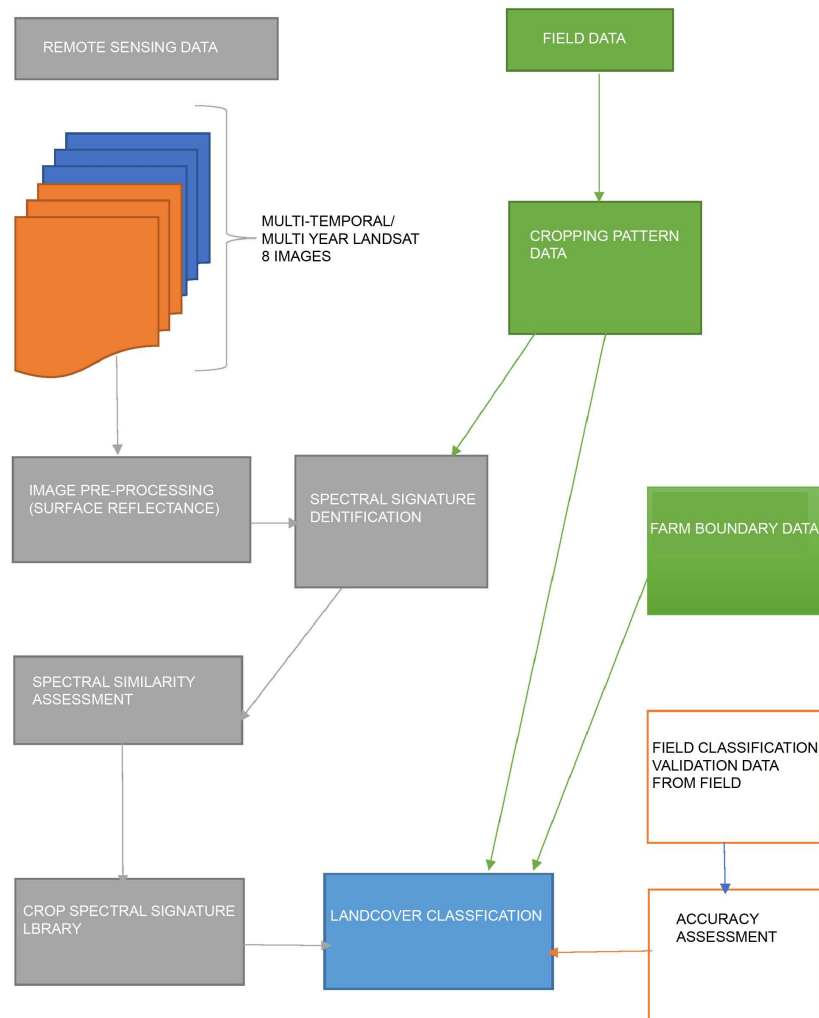 REMOTE SENSING DATA
FIELD DATA
MULTI-TEMPORAL/
MULTI YEAR LANDSAT
8 IMAGES
CROPPING PATTERN
DATA
IMAGE PRE-PROCESSING
(SURFACE REFLECTANCE)
SPECTRAL SIGNATURE
DENTIFICATION
FARM BOUNDARY DATA
SPECTRAL SIMILARITY
ASSESSMENT
FIELD CLASSIFICATION
VALIDATION DATA
FROM FIELD
CROP SPECTRAL SIGNATURE
LBRARY
LANDCOVER CLASSFICATION
ACCURACY
ASSESSMENT